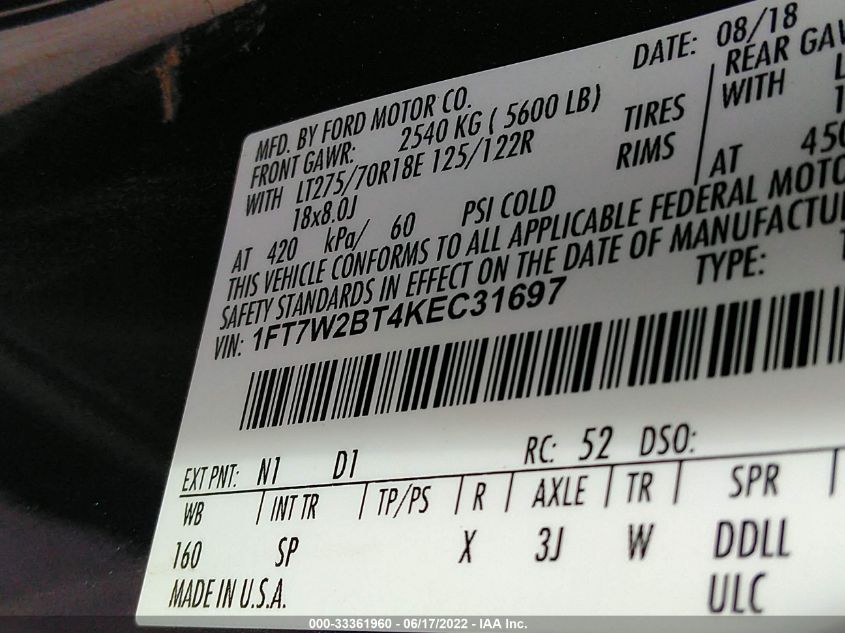 DATE: 08/18
MFD. BY FORD MOTOR CO.
FRONT GAWR: 2540 KG ( 5600 LB) REAR GAW
WITH LT275/70R18E 125/122R TIRES WITH L
18x8.0J RIMS 1
AT 420 kPa/ 60 PSI COLD AT 450
THIS VEHICLE CONFORMS TO ALL APPLICABLE FEDERAL MOTO
SAFETY STANDARDS IN EFFECT ON THE DATE OF MANUFACTU
VIN: 1FT7W2BT4KEC31697 TYPE:
EXT PNT: N1 D1 RC: 52 DSO:
WB INT TR TP/PS R AXLE TR SPR
160 SP X 3J W DDLL
MADE IN U.S.A. ULC
000-33361960 - 06/17/2022 - IAA Inc.